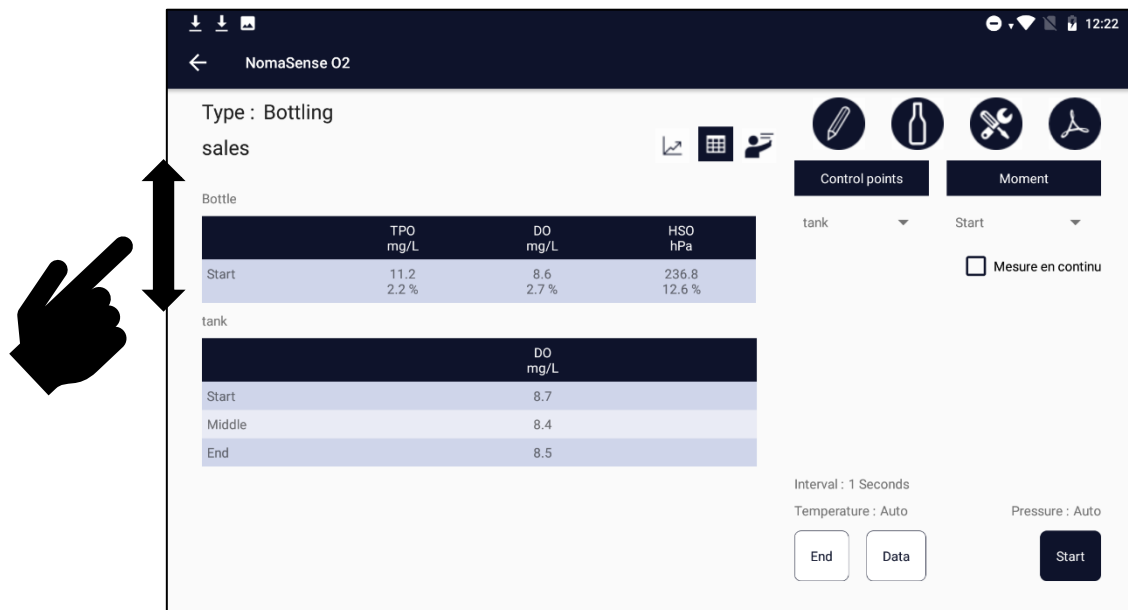 12:22
NomaSense O2
Type : Bottling
sales
Bottle
TPO mg/L DO mg/L HSO hPa
Start 11.2 8.6 236.8
2.2 % 2.7 % 12.6 %
tank
DO
mg/L
Start 8.7
Middle 8.4
End 8.5
Control points Moment
tank Start
Mesure en continu
Interval : 1 Seconds
Temperature : Auto Pressure : Auto
End Data Start